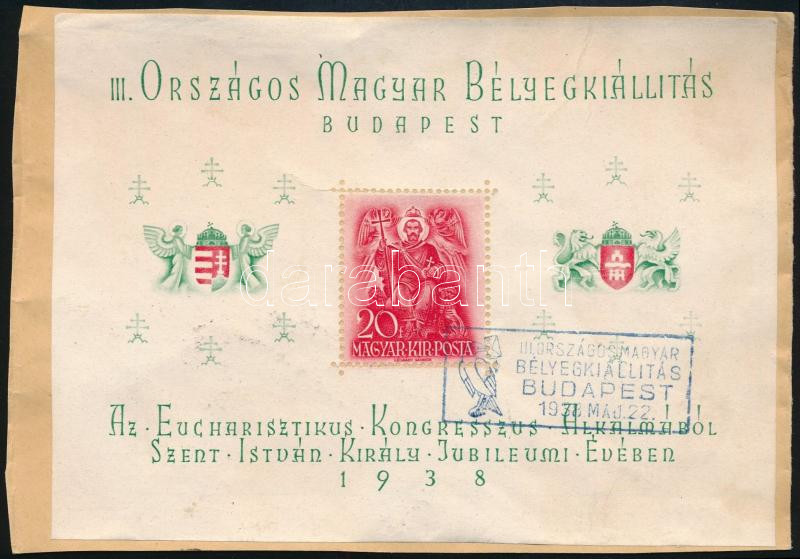 III. ORSZÁGOS MAGYAR BÉLYEGKIÁLLITÁS
BUDAPEST
darabanth
20F
MAGYAR·KIR·POSTA
III.ORSZÁGOS MAGYAR
BÉLYEGKIÁLLITÁS
BUDAPEST
1938 MÁJ.22.
AZ·EUCHARISZTIKUS·KONGRESSZUS ALKALMÁBÓL
SZENT·ISTVÁN·KIRÁLY·JUBILEUMI·ÉVÉBEN
1938